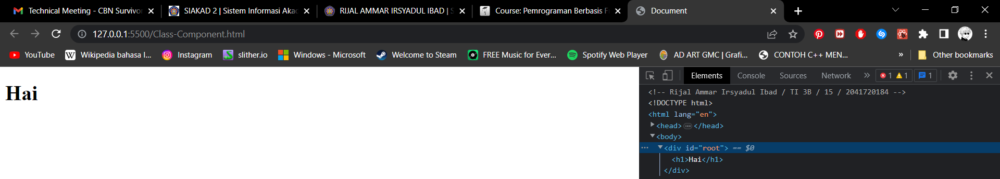 Technical Meeting - CBN Survivo
SIAKAD 2 | Sistem Informasi Aka
RIJAL AMMAR IRSYADUL IBAD | S
Course: Pemrograman Berbasis F
Document
127.0.0.1:5500/Class-Component.html
YouTube
Wikipedia bahasa I...
Instagram
slither.io
Windows - Microsoft
Welcome to Steam
FREE Music for Ever...
Spotify Web Player
AD ART GMC | Grafi...
CONTOH C++ MEN...
»
Other bookmarks
Hai
Elements
Console
Sources
Network
»
1
1
1
<!-- Rijal Ammar Irsyadul Ibad / TI 3B / 15 / 2041720184 -->
<!DOCTYPE html>
<html lang="en">
<head>...</head>
<body>
... <div id="root"> == $0
<h1>Hai</h1>
</div>